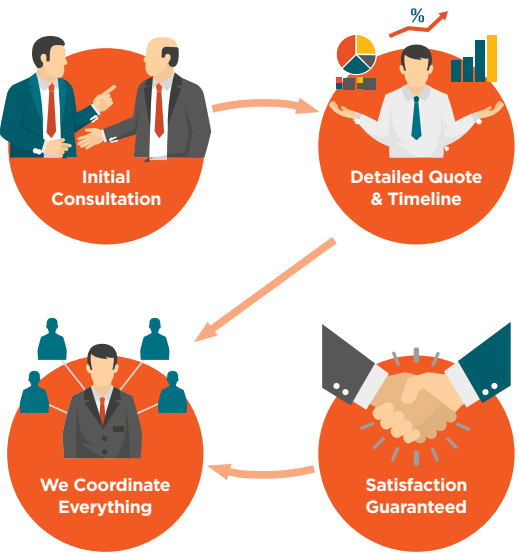 %
Initial
Consultation
Detailed Quote
& Timeline
We Coordinate
Everything
Satisfaction
Guaranteed